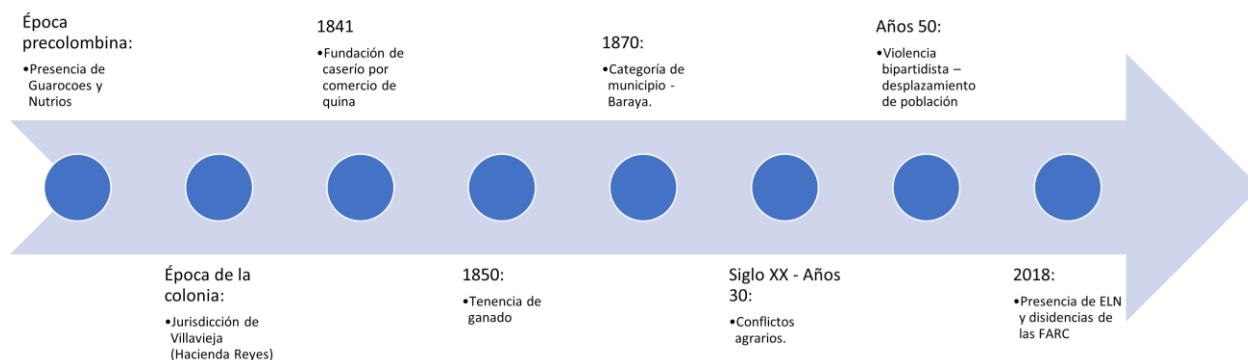 Época
precolombina:
•Presencia de
Guarocoes y
Nutrios
Época de la
colonia:
•Jurisdicción de
Villavieja
(Hacienda Reyes)
1841
•Fundación de
caserío por
comercio de
quina
1850:
•Tenencia de
ganado
1870:
•Categoría de
municipio -
Baraya.
Siglo XX - Años
30:
•Conflictos
agrarios.
Años 50:
•Violencia
bipartidista –
desplazamiento
de población
2018:
•Presencia de ELN
y disidencias de
las FARC